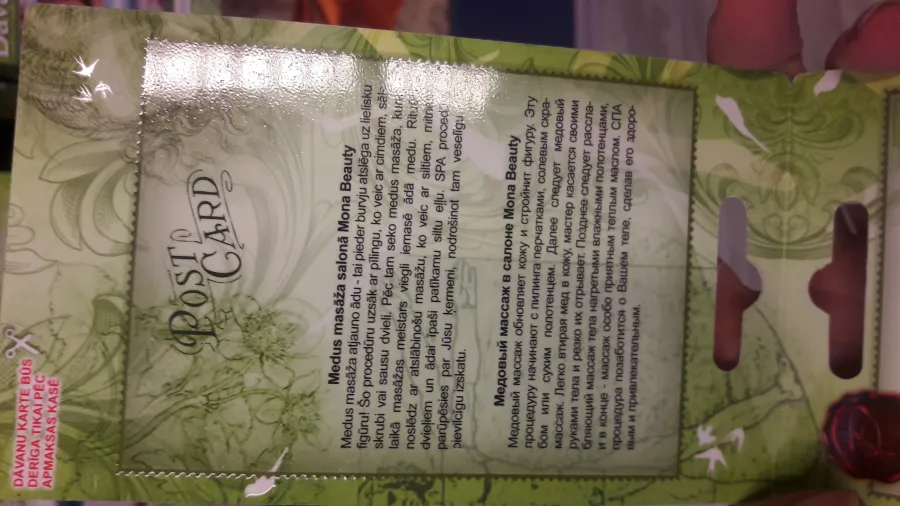 DĀVANU KARTE BUS
DERĪGA TIKAI PĒC
APMAKSAS KASĒ
POST
CARD
Medus masāža salonā Mona Beauty
Medus masāža atjauno ādu - tai pieder burvju atslēga uz lielisku
figūru! Šo procedūru uzsāk ar pīlingu, ko veic ar cimdiem, sāls
skrubi vai sausu dvieli. Pēc tam seko medus masāža, kuras
laikā masāžas meistars viegli iemasē ādā medu.
noslēdz ar atslābinošu masāžu, ko veic ar siltiem, mitriem
dvieļiem un ādai īpaši patīkamu siltu eļļu. SPA procedūra
parūpēsies par Jūsu ķermeni, nodrošinot tam veselīgu
pievilcīgu izskatu.
Медовый массаж в салоне Mona Beauty
Медовый массаж обновляет кожу и стройнит фигуру. Эту
процедуру начинают с пилинга перчатками, солевым скра-
бом или сухим полотенцем. Далее следует медовый
массаж. Легко втирая мед в кожу, мастер касается своими
руками тела и резко их отрывает. Позднее следует рассла-
бляющий массаж тела нагретыми влажными полотенцами,
и в конце - массаж особо приятным теплым маслом. СПА
процедура позаботится о Вашем теле, сделав его здоро-
вым и привлекательным.